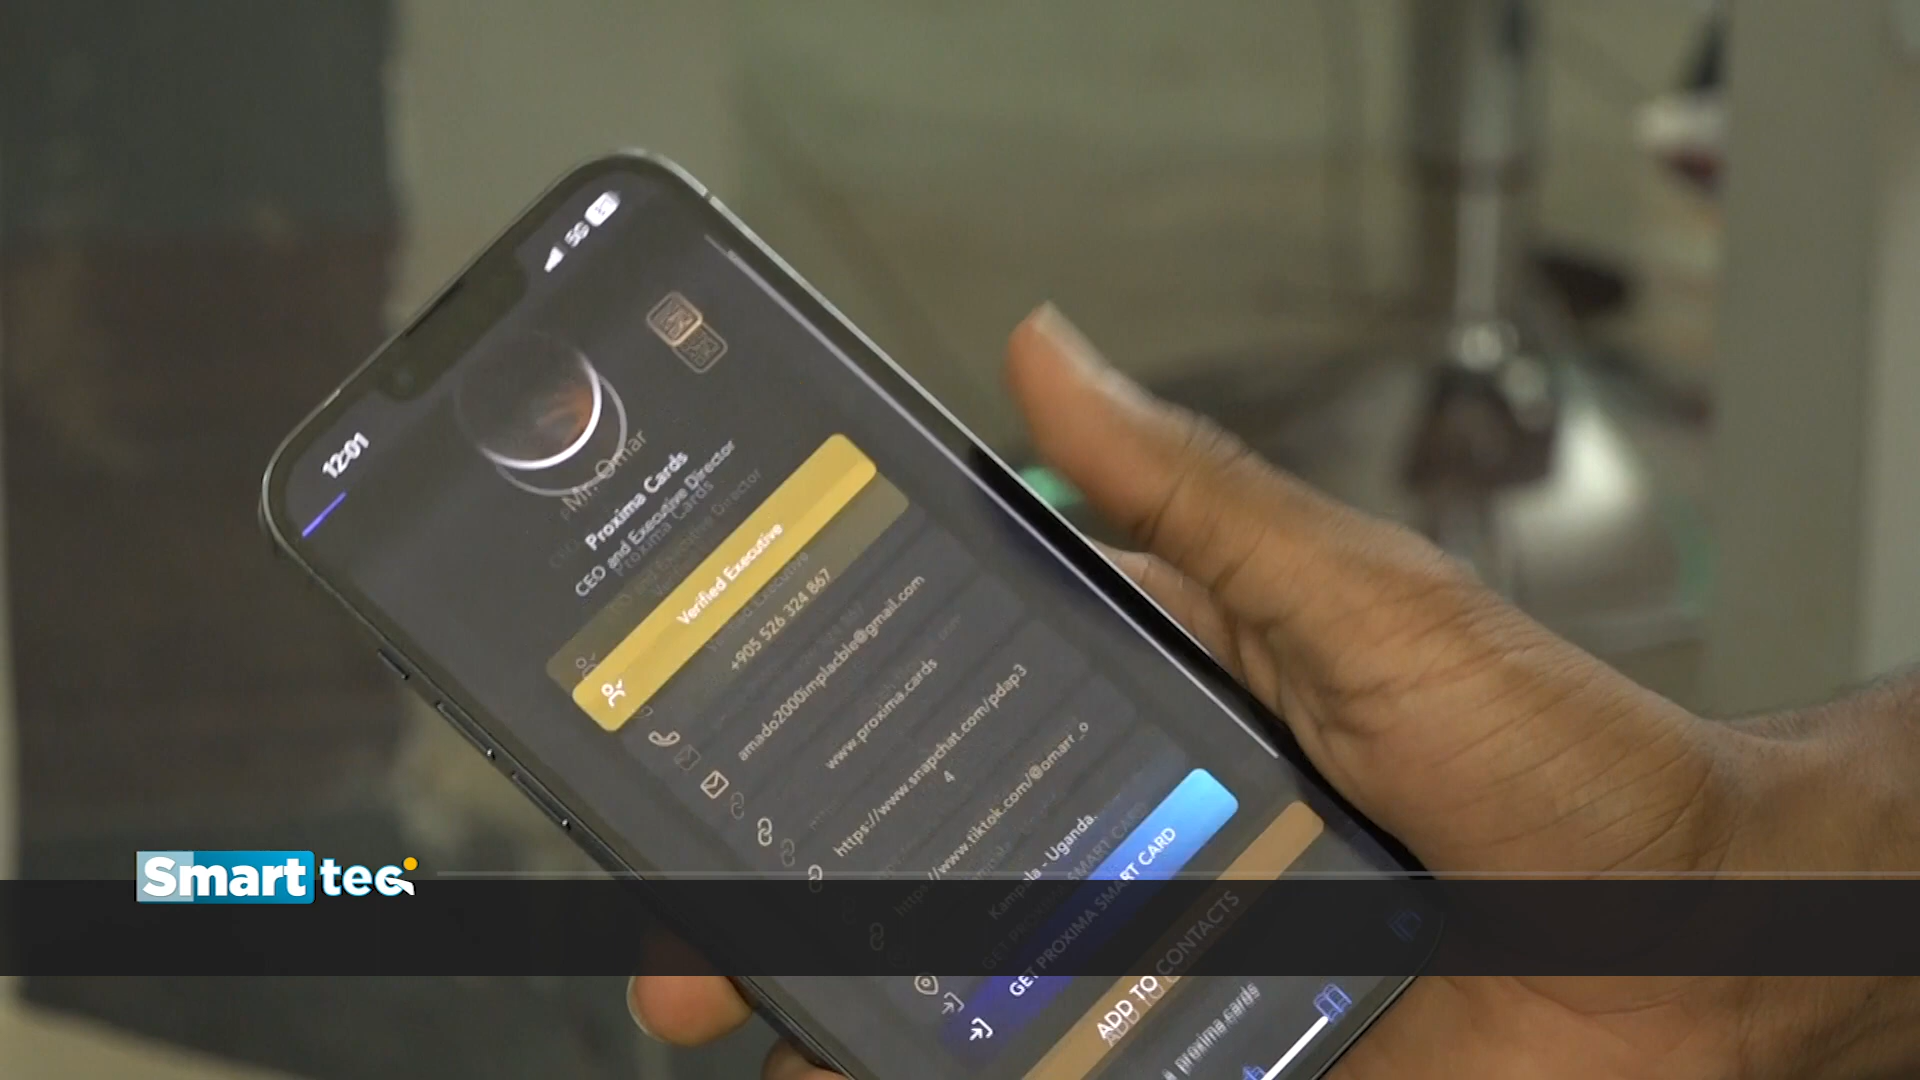 12:01
5G
Mr. Omar
Proxima Cards
CEO and Executive Director
Verified Executive
+905 526 324 867
amado2000implacble@gmail.com
www.proxima.cards
https://www.snapchat.com/pdap3
4
https://www.tiktok.com/@omarr_o
Kampala - Uganda.
GET PROXIMA SMART CARD
ADD TO CONTACTS
proxima.cards
Smart tec